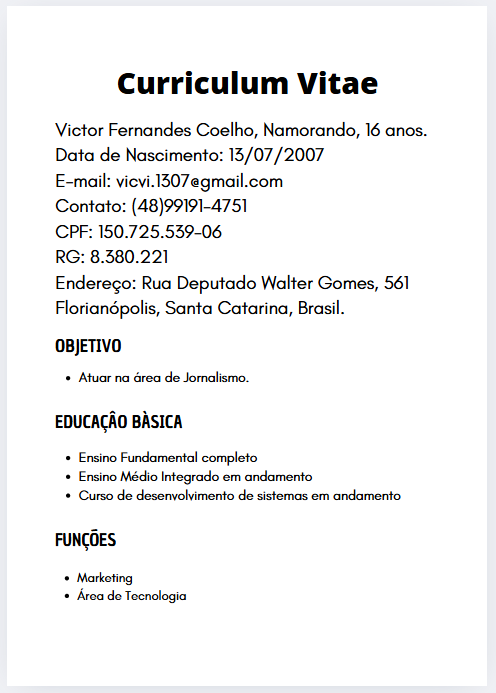 Curriculum Vitae
Victor Fernandes Coelho, Namorando, 16 anos.
Data de Nascimento: 13/07/2007
E-mail: vicvi.1307@gmail.com
Contato: (48)99191-4751
CPF: 150.725.539-06
RG: 8.380.221
Endereço: Rua Deputado Walter Gomes, 561
Florianópolis, Santa Catarina, Brasil.
OBJETIVO
• Atuar na área de Jornalismo.
EDUCAÇÂO BÀSICA
• Ensino Fundamental completo
• Ensino Médio Integrado em andamento
• Curso de desenvolvimento de sistemas em andamento
FUNÇÕES
• Marketing
• Área de Tecnologia